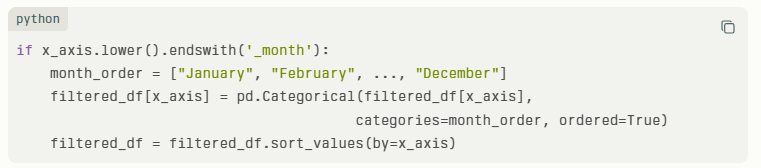 python
if x_axis.lower().endswith('_month'):
    month_order = ["January", "February", ..., "December"]
    filtered_df[x_axis] = pd.Categorical(filtered_df[x_axis],
                                         categories=month_order, ordered=True)
    filtered_df = filtered_df.sort_values(by=x_axis)